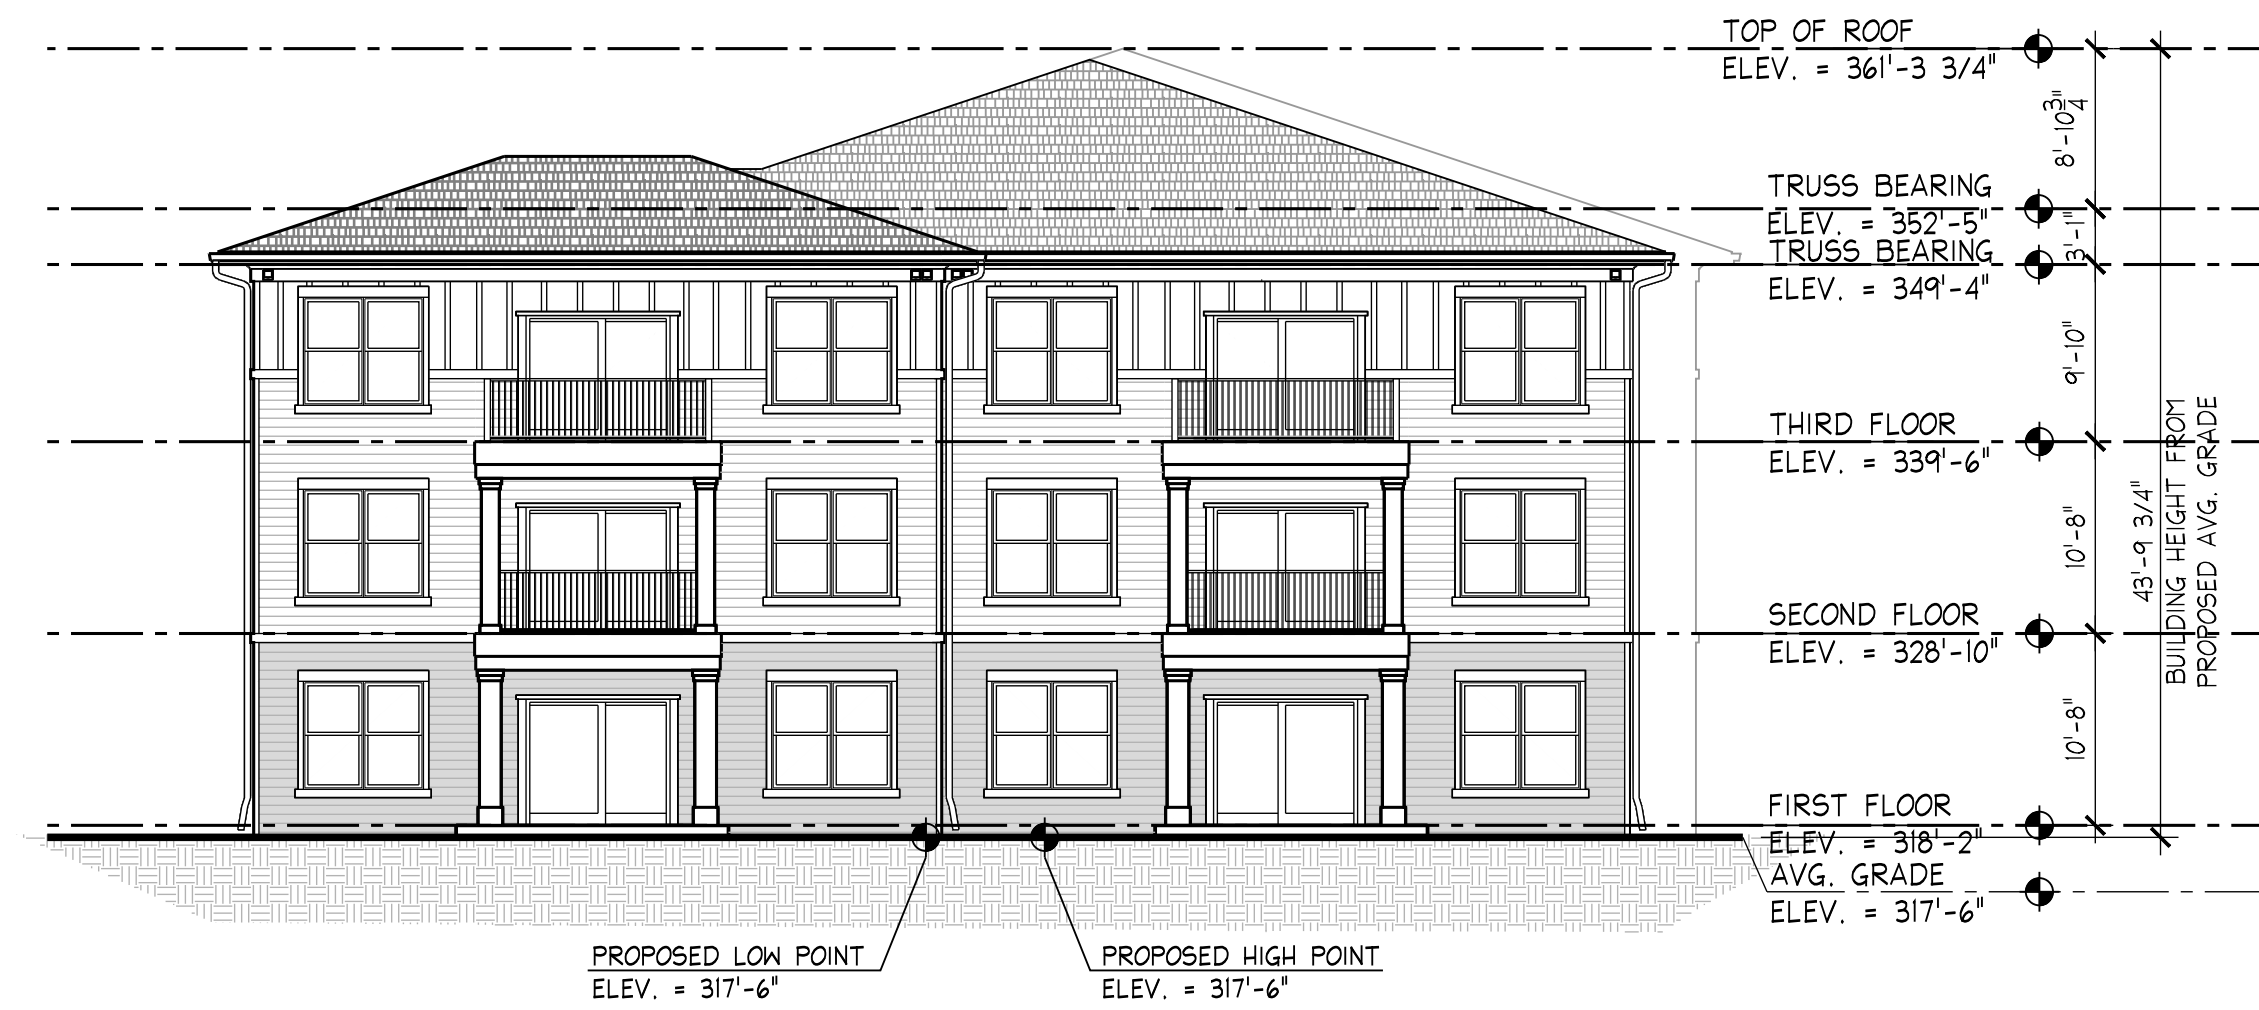 TOP OF ROOF
ELEV. = 361'-3 3/4"
8'-10 3/4"
TRUSS BEARING
ELEV. = 352'-5"
3'-1"
TRUSS BEARING
ELEV. = 349'-4"
9'-10"
THIRD FLOOR
ELEV. = 339'-6"
10'-8"
SECOND FLOOR
ELEV. = 328'-10"
10'-8"
43'-9 3/4"
BUILDING HEIGHT FROM
PROPOSED AVG. GRADE
FIRST FLOOR
ELEV. = 318'-2"
AVG. GRADE
ELEV. = 317'-6"
PROPOSED LOW POINT
ELEV. = 317'-6"
PROPOSED HIGH POINT
ELEV. = 317'-6"